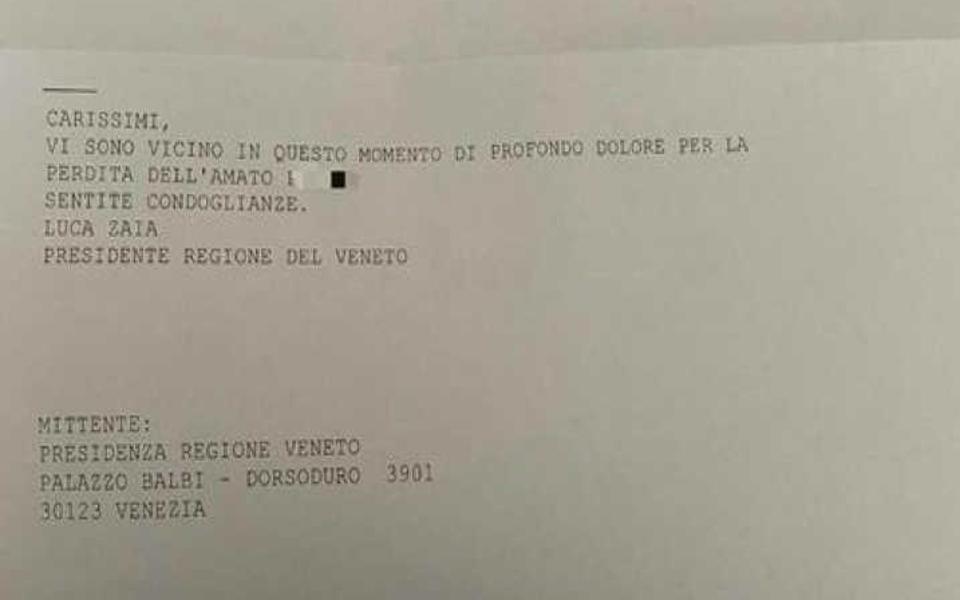 CARISSIMI,
VI SONO VICINO IN QUESTO MOMENTO DI PROFONDO DOLORE PER LA
PERDITA DELL'AMATO
SENTITE CONDOGLIANZE.
LUCA ZAIA
PRESIDENTE REGIONE DEL VENETO
MITTENTE:
PRESIDENZA REGIONE VENETO
PALAZZO BALBI - DORSODURO 3901
30123 VENEZIA